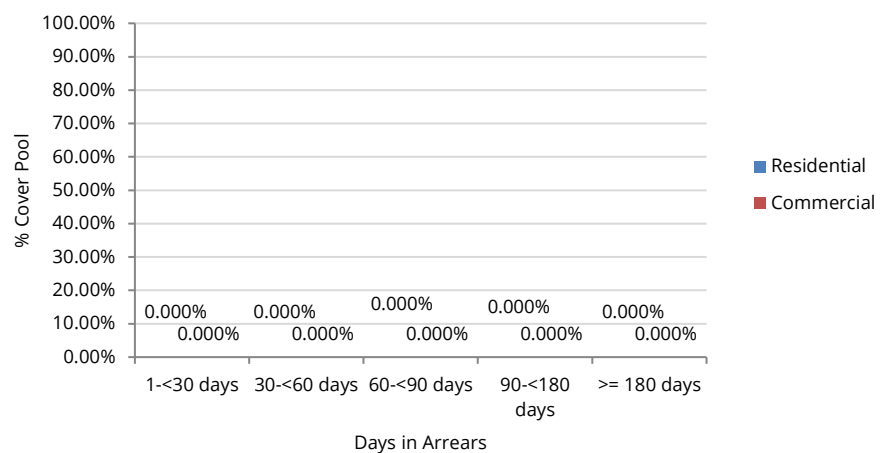 100.00%
90.00%
80.00%
70.00%
60.00%
50.00%
40.00%
30.00%
20.00%
10.00%
0.00%
% Cover Pool
0.000% 0.000% 0.000% 0.000% 0.000%
0.000% 0.000% 0.000% 0.000% 0.000%
1-<30 days 30-<60 days 60-<90 days 90-<180 >= 180 days
days
Days in Arrears
Residential
Commercial